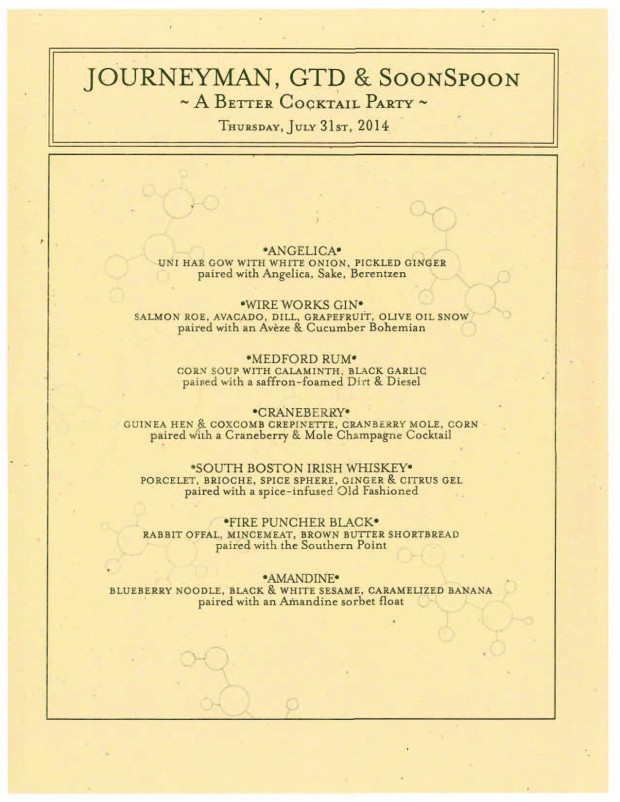 JOURNEYMAN, GTD & SOONSPOON
~ A BETTER COCKTAIL PARTY ~
THURSDAY, JULY 31ST, 2014
•ANGELICA•
UNI HAR GOW WITH WHITE ONION, PICKLED GINGER
paired with Angelica, Sake, Berentzen
•WIRE WORKS GIN•
SALMON ROE, AVACADO, DILL, GRAPEFRUIT, OLIVE OIL SNOW
paired with an Avèze & Cucumber Bohemian
•MEDFORD RUM•
CORN SOUP WITH CALAMINTH, BLACK GARLIC
paired with a saffron-foamed Dirt & Diesel
•CRANEBERRY•
GUINEA HEN & COXCOMB CREPINETTE, CRANBERRY MOLE, CORN
paired with a Craneberry & Mole Champagne Cocktail
•SOUTH BOSTON IRISH WHISKEY•
PORCELET, BRIOCHE, SPICE SPHERE, GINGER & CITRUS GEL
paired with a spice-infused Old Fashioned
•FIRE PUNCHER BLACK•
RABBIT OFFAL, MINCEMEAT, BROWN BUTTER SHORTBREAD
paired with the Southern Point
•AMANDINE•
BLUEBERRY NOODLE, BLACK & WHITE SESAME, CARAMELIZED BANANA
paired with an Amandine sorbet float